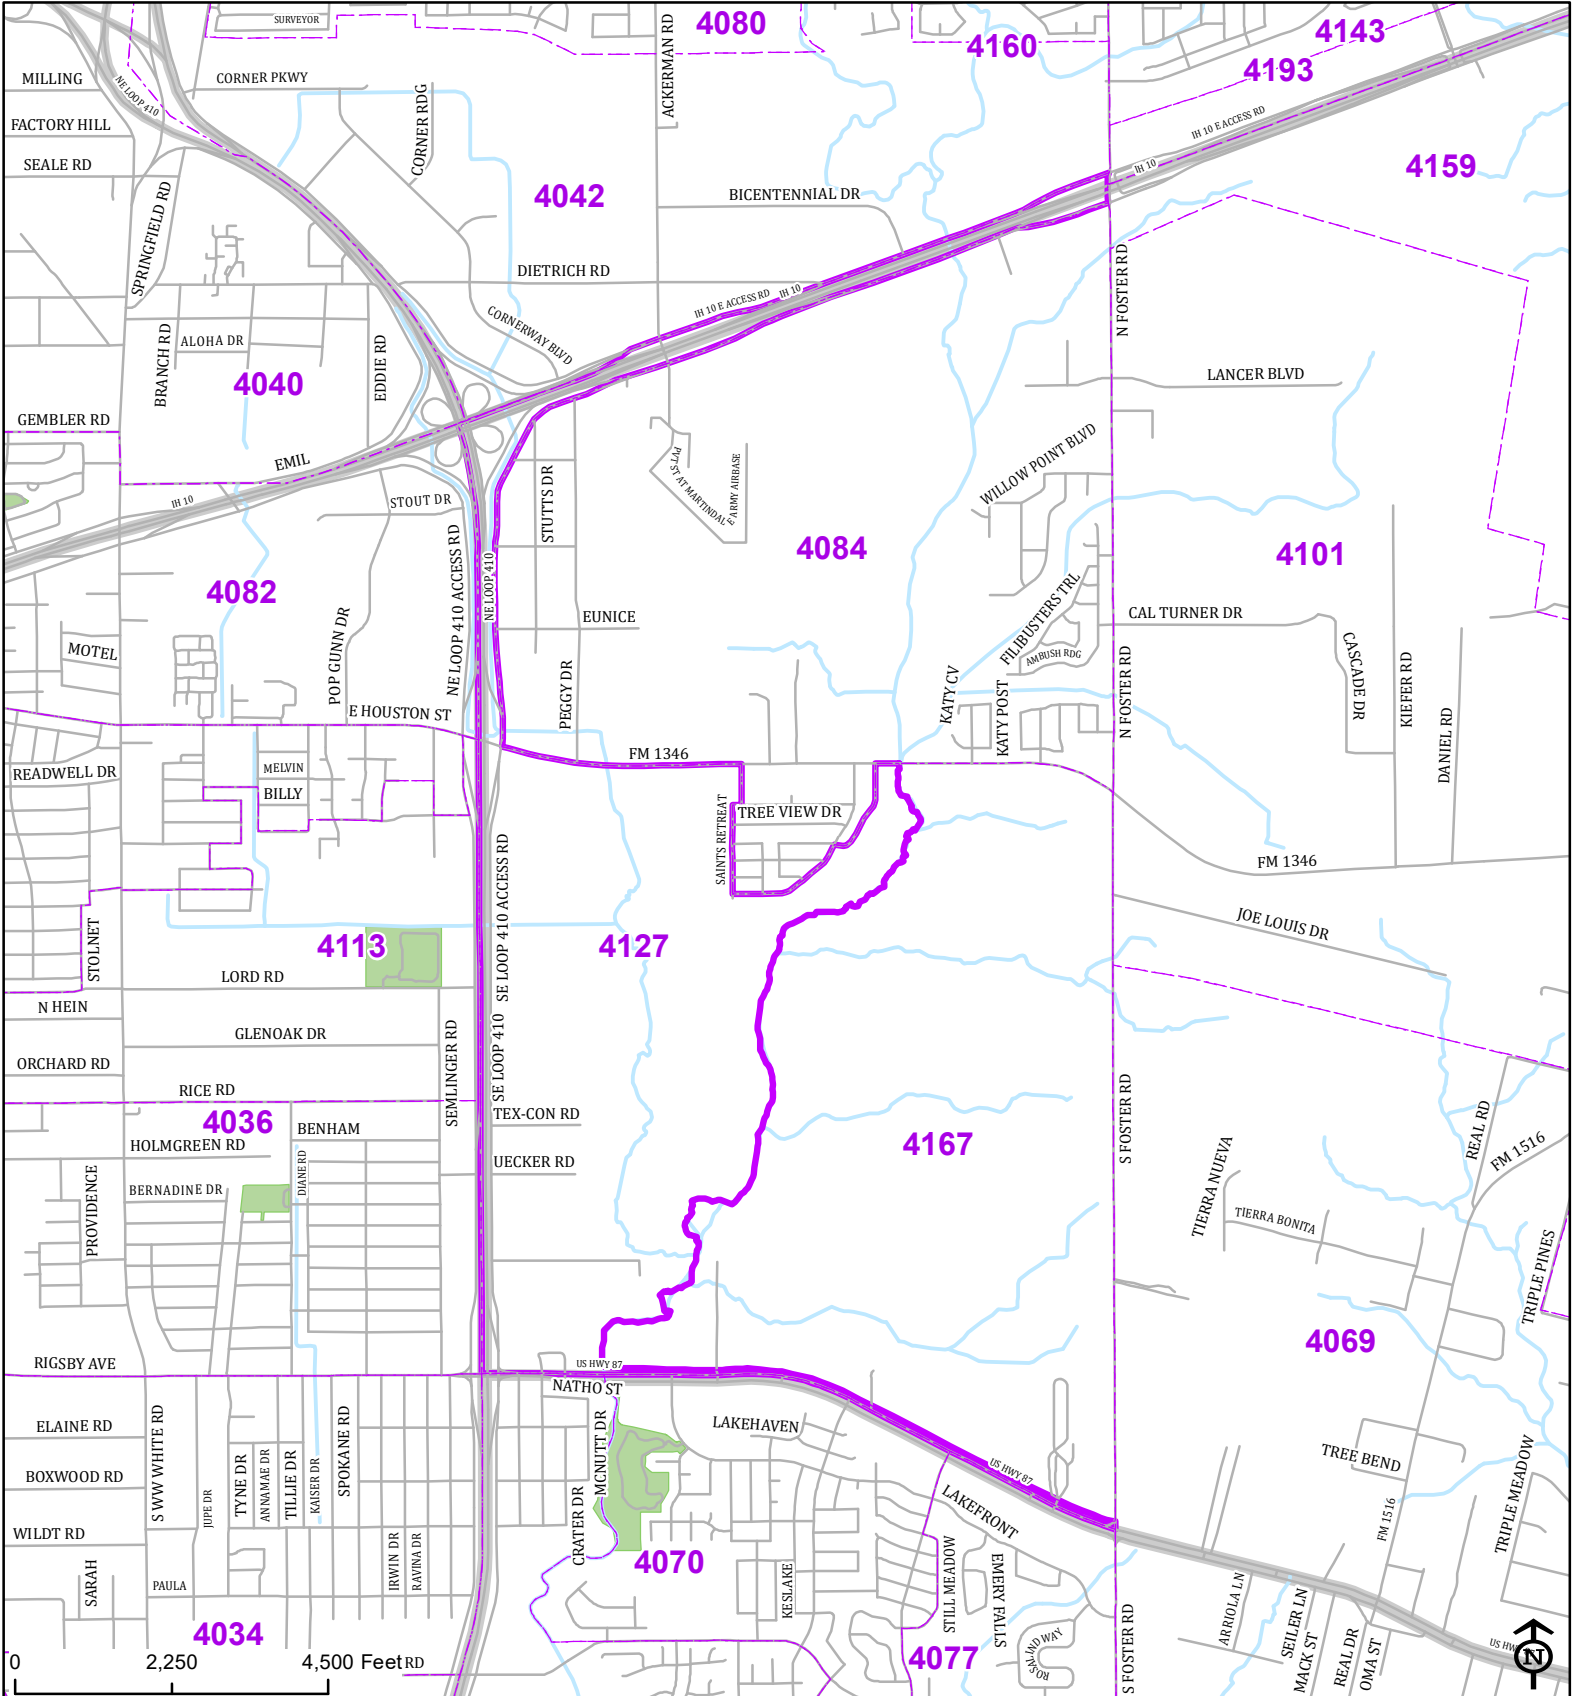 SURVEYOR
4080
4160
4143
4193
MILLING
CORNER PKWY
NE LOOP 410
ACKERMAN RD
CORNER RDG
FACTORY HILL
SEALE RD
IH 10 E ACCESS RD
IH 10
4159
4042
BICENTENNIAL DR
SPRINGFIELD RD
DIETRICH RD
N FOSTER RD
IH 10 E ACCESS RD
IH 10
CORNERWAY BLVD
BRANCH RD
ALOHA DR
EDDIE RD
4040
LANCER BLVD
GEMBLER RD
EMIL
IH 10
STOUT DR
STUTTS DR
PVT ST AT MARTINDALE
ARMY AIRBASE
WILLOW POINT BLVD
4084
4101
NE LOOP 410 ACCESS RD
NE LOOP 410
4082
EUNICE
FILIBUSTERS TRL
CAL TURNER DR
MOTEL
POP GUN DR
AMBUSH RDG
N FOSTER RD
CASCADE DR
KIEFER RD
DANIEL RD
PEGGY DR
KATY CV
KATY POST
E HOUSTON ST
FM 1346
READWELL DR
MELVIN
BILLY
SAINTS RETREAT
TREE VIEW DR
FM 1346
SE LOOP 410 ACCESS RD
STOLNET
4113
4127
JOE LOUIS DR
LORD RD
N HEIN
GLENOAK DR
SEMLINGER RD
SE LOOP 410
ORCHARD RD
RICE RD
S FOSTER RD
4036
TEX-CON RD
BENHAM
HOLMGREEN RD
4167
REAL RD
FM 1516
UECKER RD
PROVIDENCE
BERNADINE DR
DIANE RD
TIERRA NUEVA
TIERRA BONITA
TRIPLE PINES
4069
RIGSBY AVE
US HWY 87
NATHO ST
ELAINE RD
S WW WHITE RD
SPOKANE RD
MCNUTT DR
LAKEHAVEN
TREE BEND
BOXWOOD RD
JUPE DR
TYNE DR
ANNAMAE DR
TILLIE DR
KAISER DR
US HWY 87
LAKEFRONT
FM 1516
TRIPLE MEADOW
WILDT RD
CRATER DR
IRWIN DR
RAVINA DR
4070
SARAH
PAULA
KESLAKE
STILL MEADOW
EMERY FALLS
ARRIOLA LN
SEILER LN
MACK ST
REAL DR
OMA ST
4034
4077
ROSALIND WAY
S FOSTER RD
US HW
N
0 2,250 4,500 Feet
RD